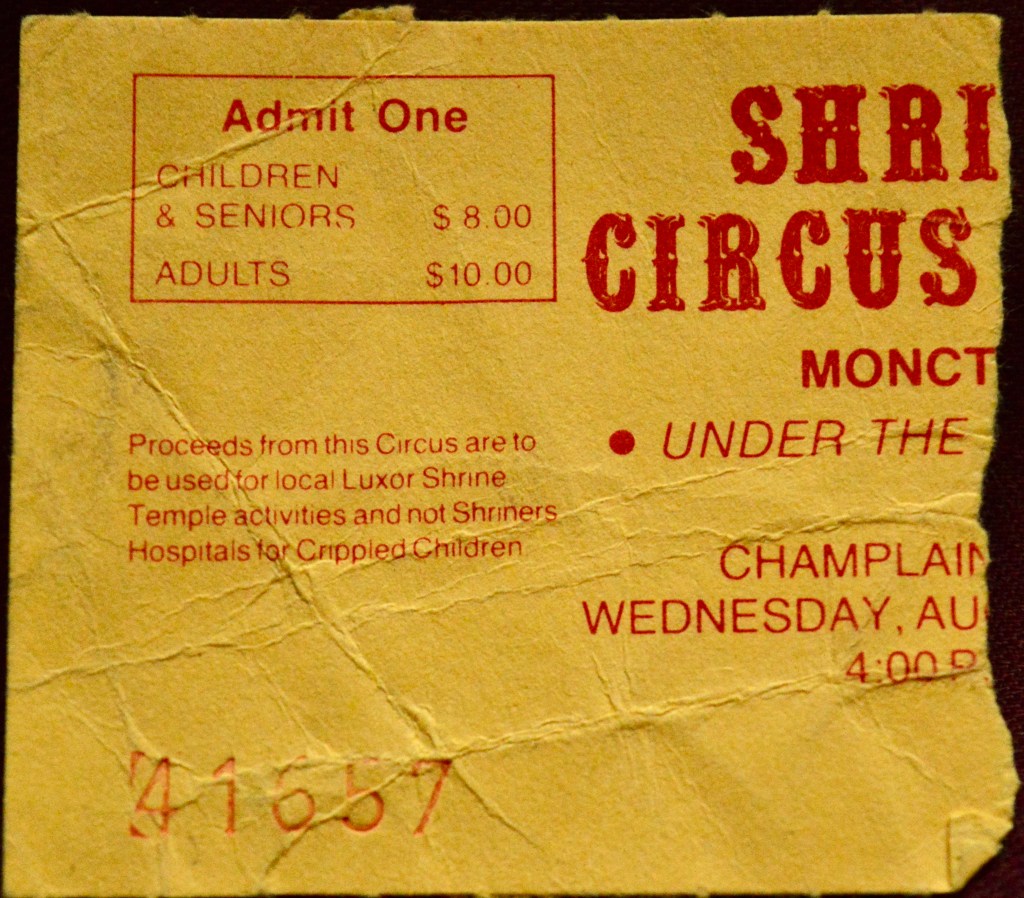 Admit One
CHILDREN
& SENIORS $ 8.00
ADULTS $10.00
SHRI
CIRCUS
MONCT
• UNDER THE
Proceeds from this Circus are to
be used for local Luxor Shrine
Temple activities and not Shriners
Hospitals for Crippled Children
CHAMPLAIN
WEDNESDAY, AU
4:00 P.
41657